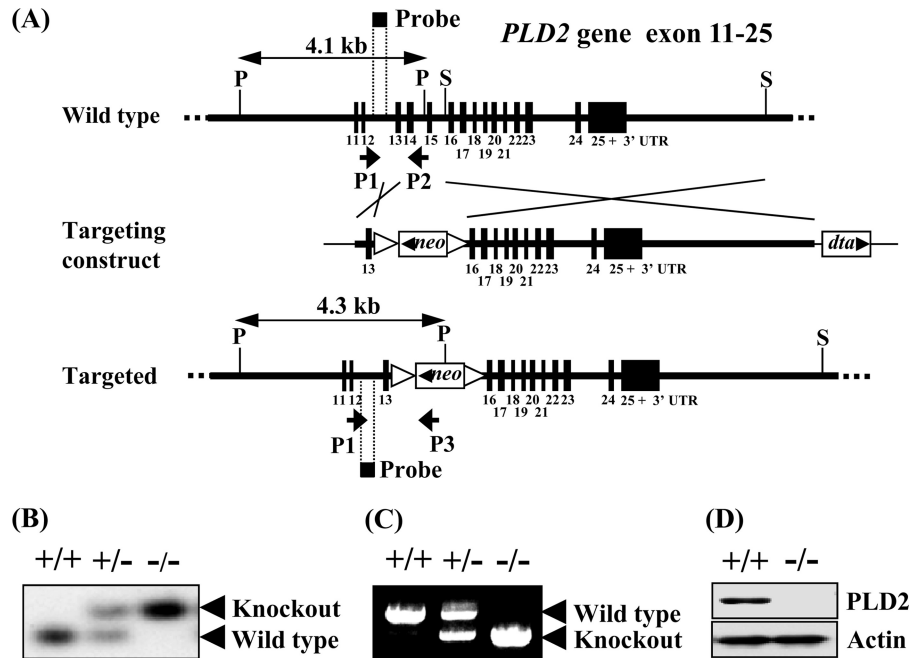 (A)
Probe
PLD2 gene exon 11-25
4.1 kb
P
P S
S
Wild type
11 12 13 14 15 16 18 20 22 23 24 25 + 3’ UTR
17 19 21
P1 P2
Targeting
construct
neo
dta
13 16 18 20 22 23 24 25 + 3’ UTR
17 19 21
4.3 kb
P
P
S
Targeted
neo
11 12 13 16 18 20 22 23 24 25 + 3’ UTR
17 19 21
P1 P3
Probe
(B)
+/+ +/- -/-
Knockout
Wild type
(C)
+/+ +/- -/-
Wild type
Knockout
(D)
+/+ -/-
PLD2
Actin